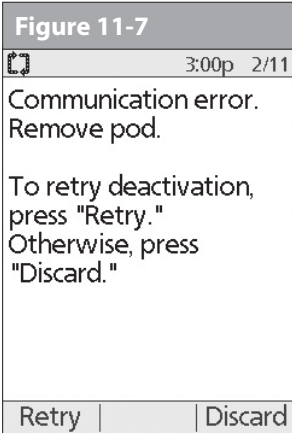 Figure 11-7
3:00p 2/11
Communication error.
Remove pod.
To retry deactivation,
press "Retry."
Otherwise, press
"Discard."
Retry Discard